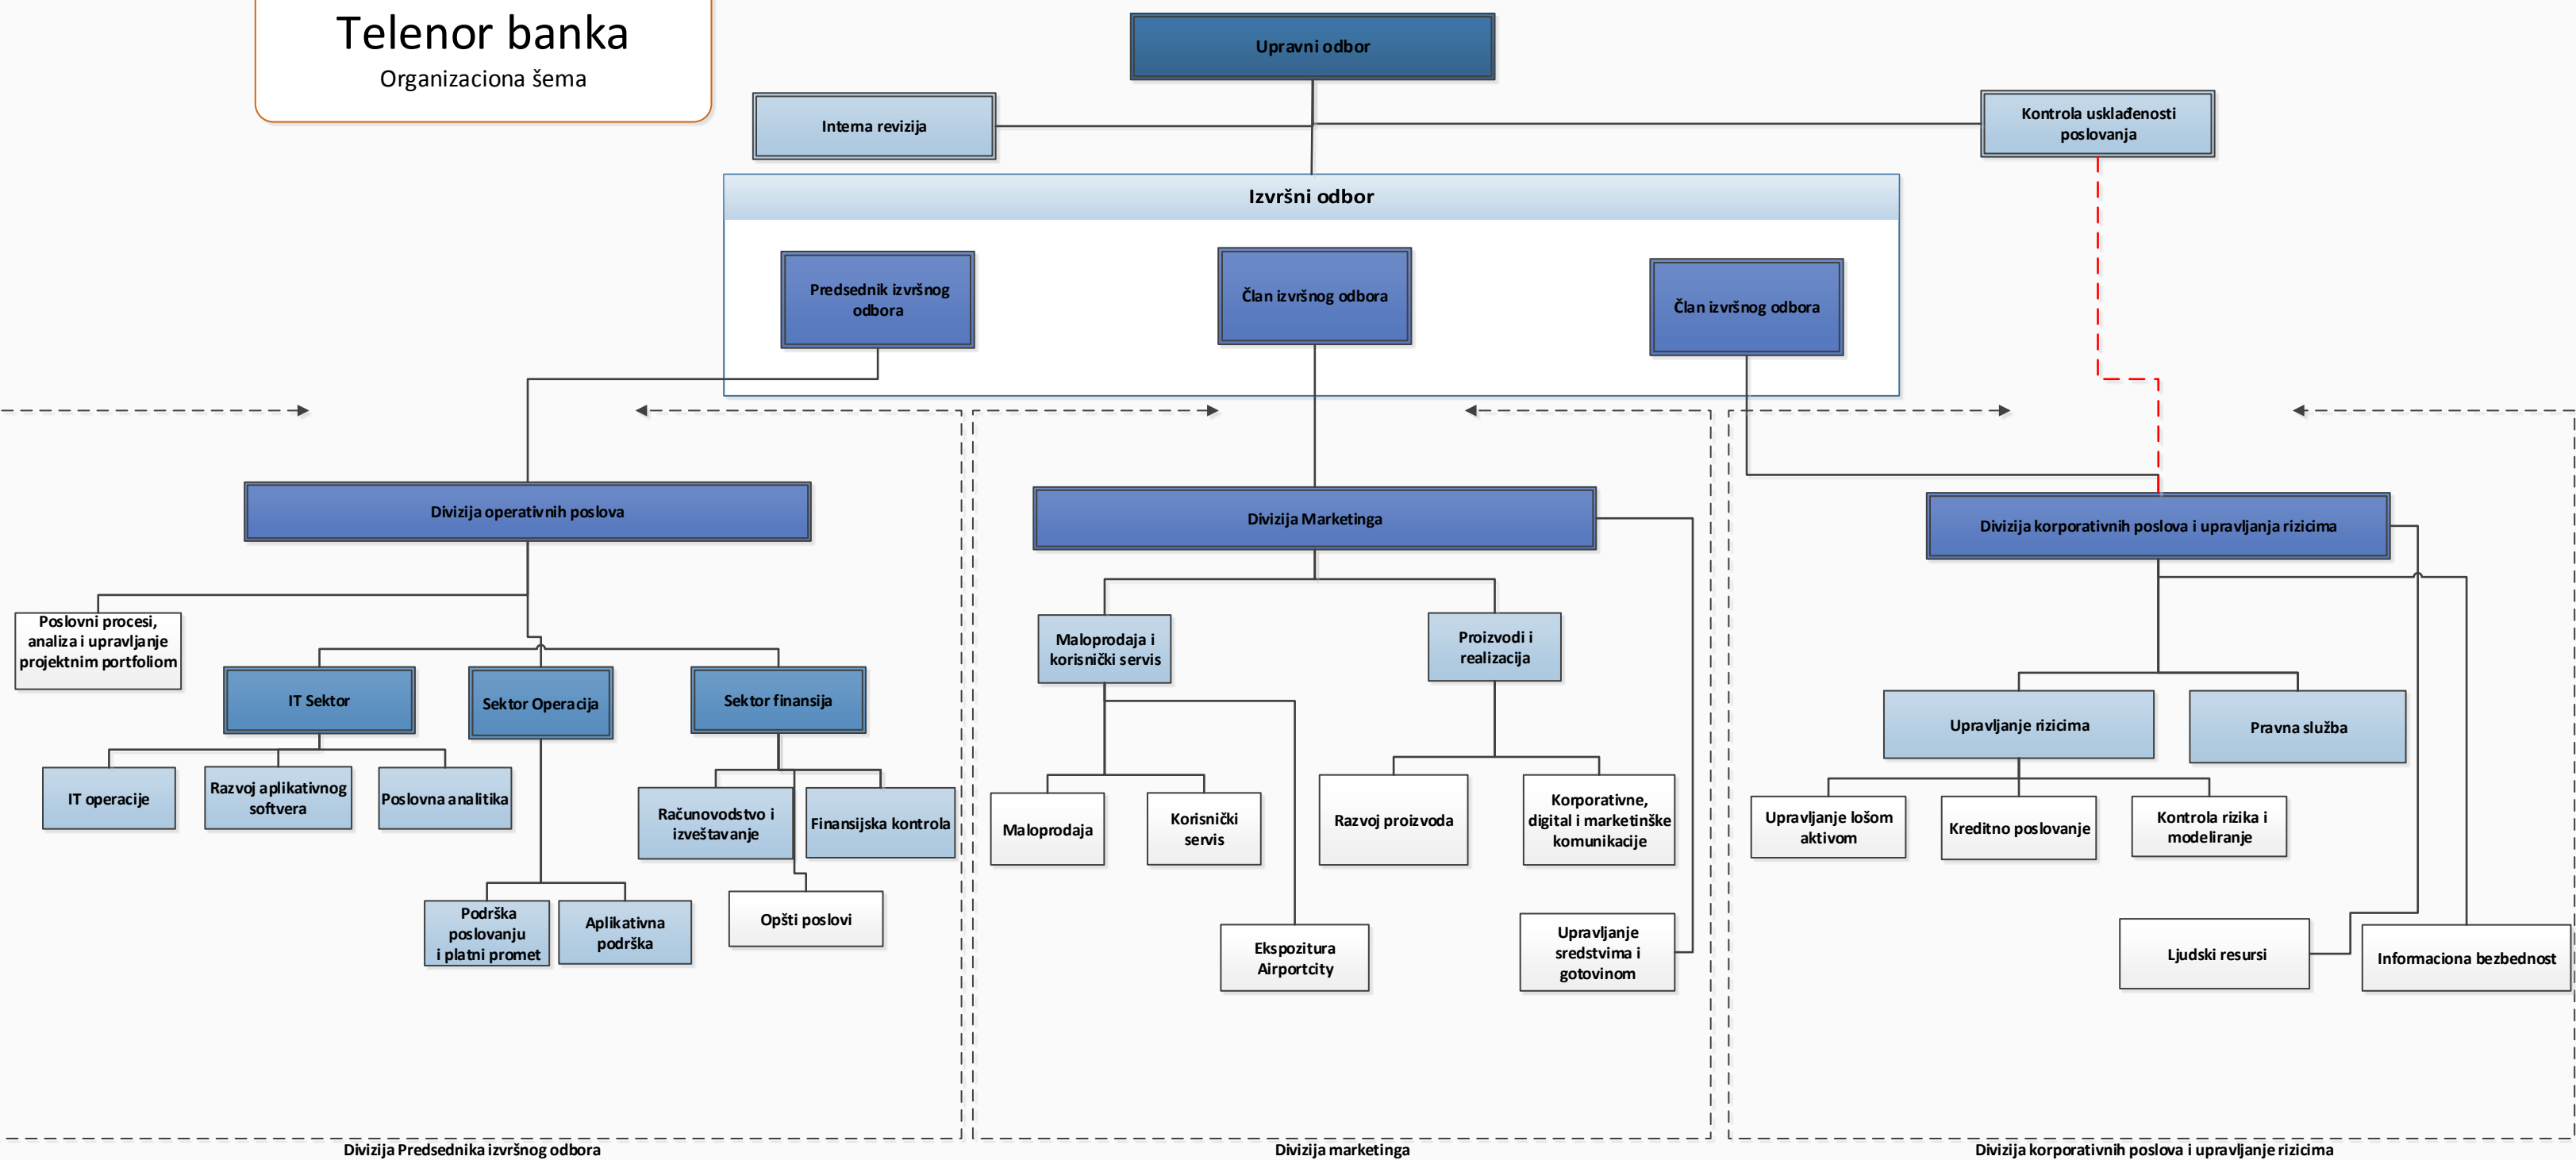 Telenor banka
Organizaciona šema
Upravni odbor
Interna revizija
Kontrola usklađenosti
poslovanja
Izvršni odbor
Predsednik izvršnog
odbora
Član izvršnog odbora
Član izvršnog odbora
Divizija operativnih poslova
Divizija Marketinga
Divizija korporativnih poslova i upravljanja rizicima
Poslovni procesi,
analiza i upravljanje
projektnim portfoliom
IT Sektor
Sektor Operacija
Sektor finansija
IT operacije
Razvoj aplikativnog
softvera
Poslovna analitika
Računovodstvo i
izveštavanje
Finansijska kontrola
Podrška
poslovanju
i platni promet
Aplikativna
podrška
Opšti poslovi
Maloprodaja i
korisnički servis
Proizvodi i
realizacija
Maloprodaja
Korisnički
servis
Razvoj proizvoda
Korporativne,
digital i marketinške
komunikacije
Ekspozitura
Airportcity
Upravljanje
sredstvima i
gotovinom
Upravljanje rizicima
Pravna služba
Upravljanje lošom
aktivom
Kreditno poslovanje
Kontrola rizika i
modeliranje
Ljudski resursi
Informaciona bezbednost
Divizija Predsednika izvršnog odbora
Divizija marketinga
Divizija korporativnih poslova i upravljanje rizicima